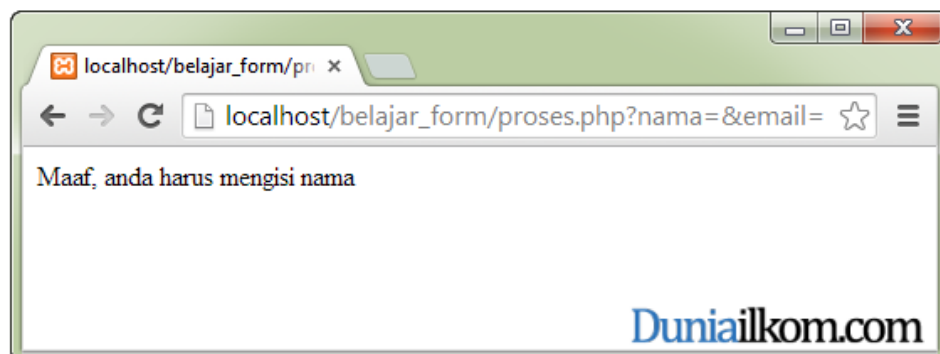 localhost/belajar_form/pr
localhost/belajar_form/proses.php?nama=&email=
Maaf, anda harus mengisi nama
Duniailkom.com